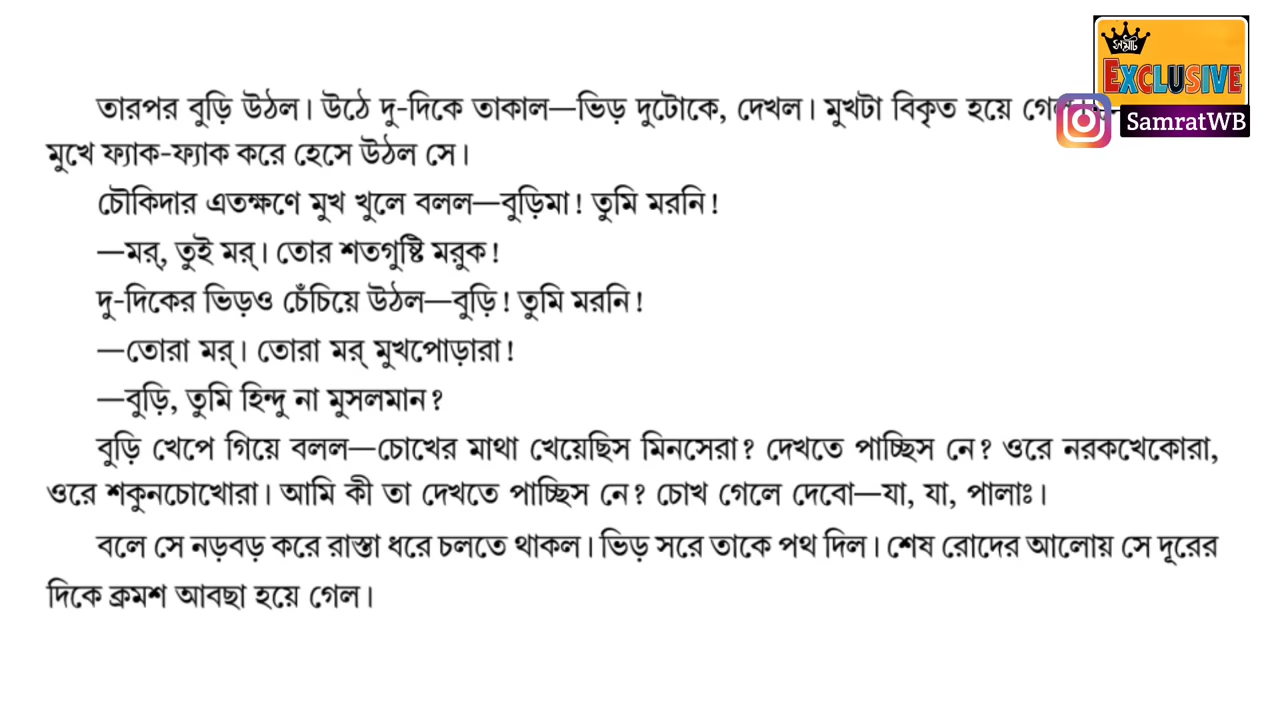 সম্রাট
EXCLUSIVE
SamratWB
তারপর বুড়ি উঠল। উঠে দু-দিকে তাকাল—ভিড় দুটোকে, দেখল। মুখটা বিকৃত হয়ে গেল।
মুখে ফ্যাক-ফ্যাক করে হেসে উঠল সে।
চৌকিদার এতক্ষণে মুখ খুলে বলল—বুড়িমা! তুমি মরনি!
—মর্, তুই মর্। তোর শতগুষ্টি মরুক!
দু-দিকের ভিড়ও চেঁচিয়ে উঠল—বুড়ি! তুমি মরনি!
—তোরা মর্। তোরা মর্ মুখপোড়ারা!
—বুড়ি, তুমি হিন্দু না মুসলমান?
বুড়ি খেপে গিয়ে বলল—চোখের মাথা খেয়েছিস মিনসেরা? দেখতে পাচ্ছিস নে? ওরে নরকখেকোরা,
ওরে শকুনচোখোরা। আমি কী তা দেখতে পাচ্ছিস নে? চোখ গেলে দেবো—যা, যা, পালাঃ।
বলে সে নড়বড় করে রাস্তা ধরে চলতে থাকল। ভিড় সরে তাকে পথ দিল। শেষ রোদের আলোয় সে দূরের
দিকে ক্রমশ আবছা হয়ে গেল।